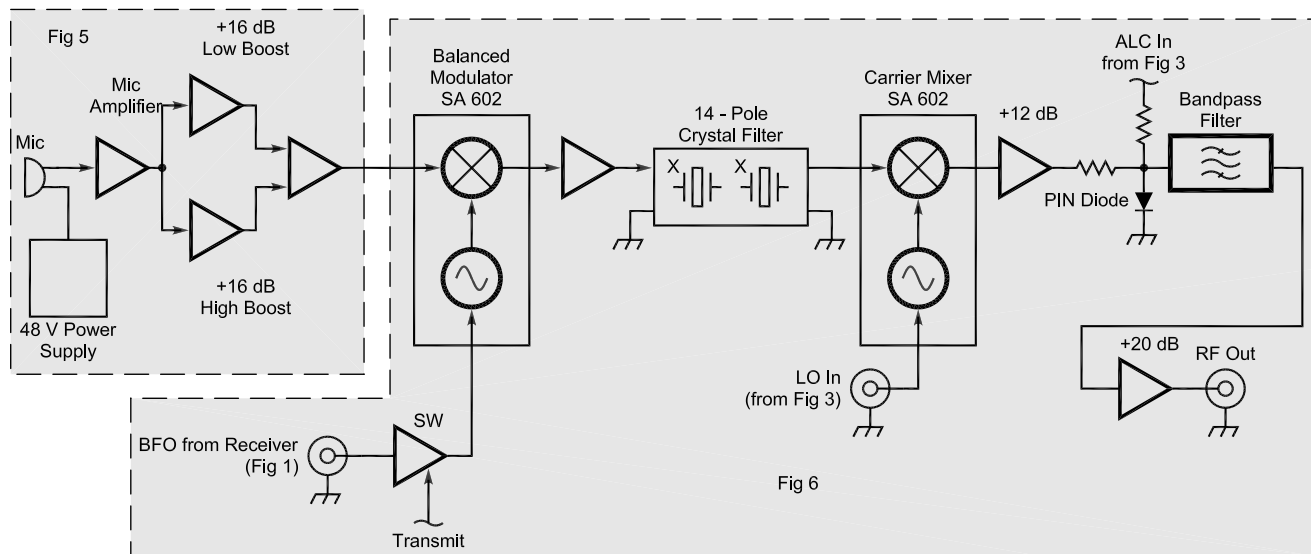 Fig 5
+16 dB
Low Boost
Mic
Amplifier
Mic
+16 dB
High Boost
48 V Power
Supply
Balanced
Modulator
SA 602
14 - Pole
Crystal Filter
X
X
Carrier Mixer
SA 602
+12 dB
ALC In
from Fig 3
Bandpass
Filter
PIN Diode
LO In
(from Fig 3)
+20 dB
RF Out
SW
BFO from Receiver
(Fig 1)
Transmit
Fig 6